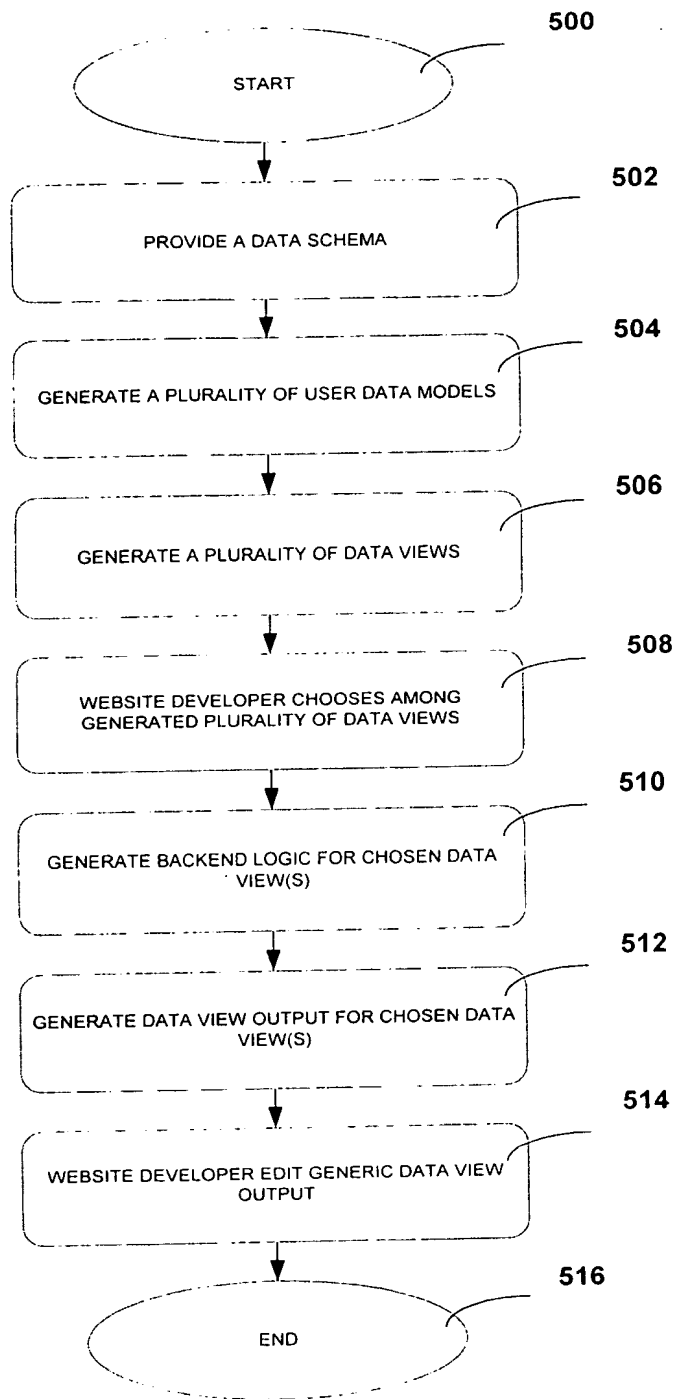 500
START
502
PROVIDE A DATA SCHEMA
504
GENERATE A PLURALITY OF USER DATA MODELS
506
GENERATE A PLURALITY OF DATA VIEWS
508
WEBSITE DEVELOPER CHOOSES AMONG
GENERATED PLURALITY OF DATA VIEWS
510
GENERATE BACKEND LOGIC FOR CHOSEN DATA
VIEW(S)
512
GENERATE DATA VIEW OUTPUT FOR CHOSEN DATA
VIEW(S)
514
WEBSITE DEVELOPER EDIT GENERIC DATA VIEW
OUTPUT
516
END